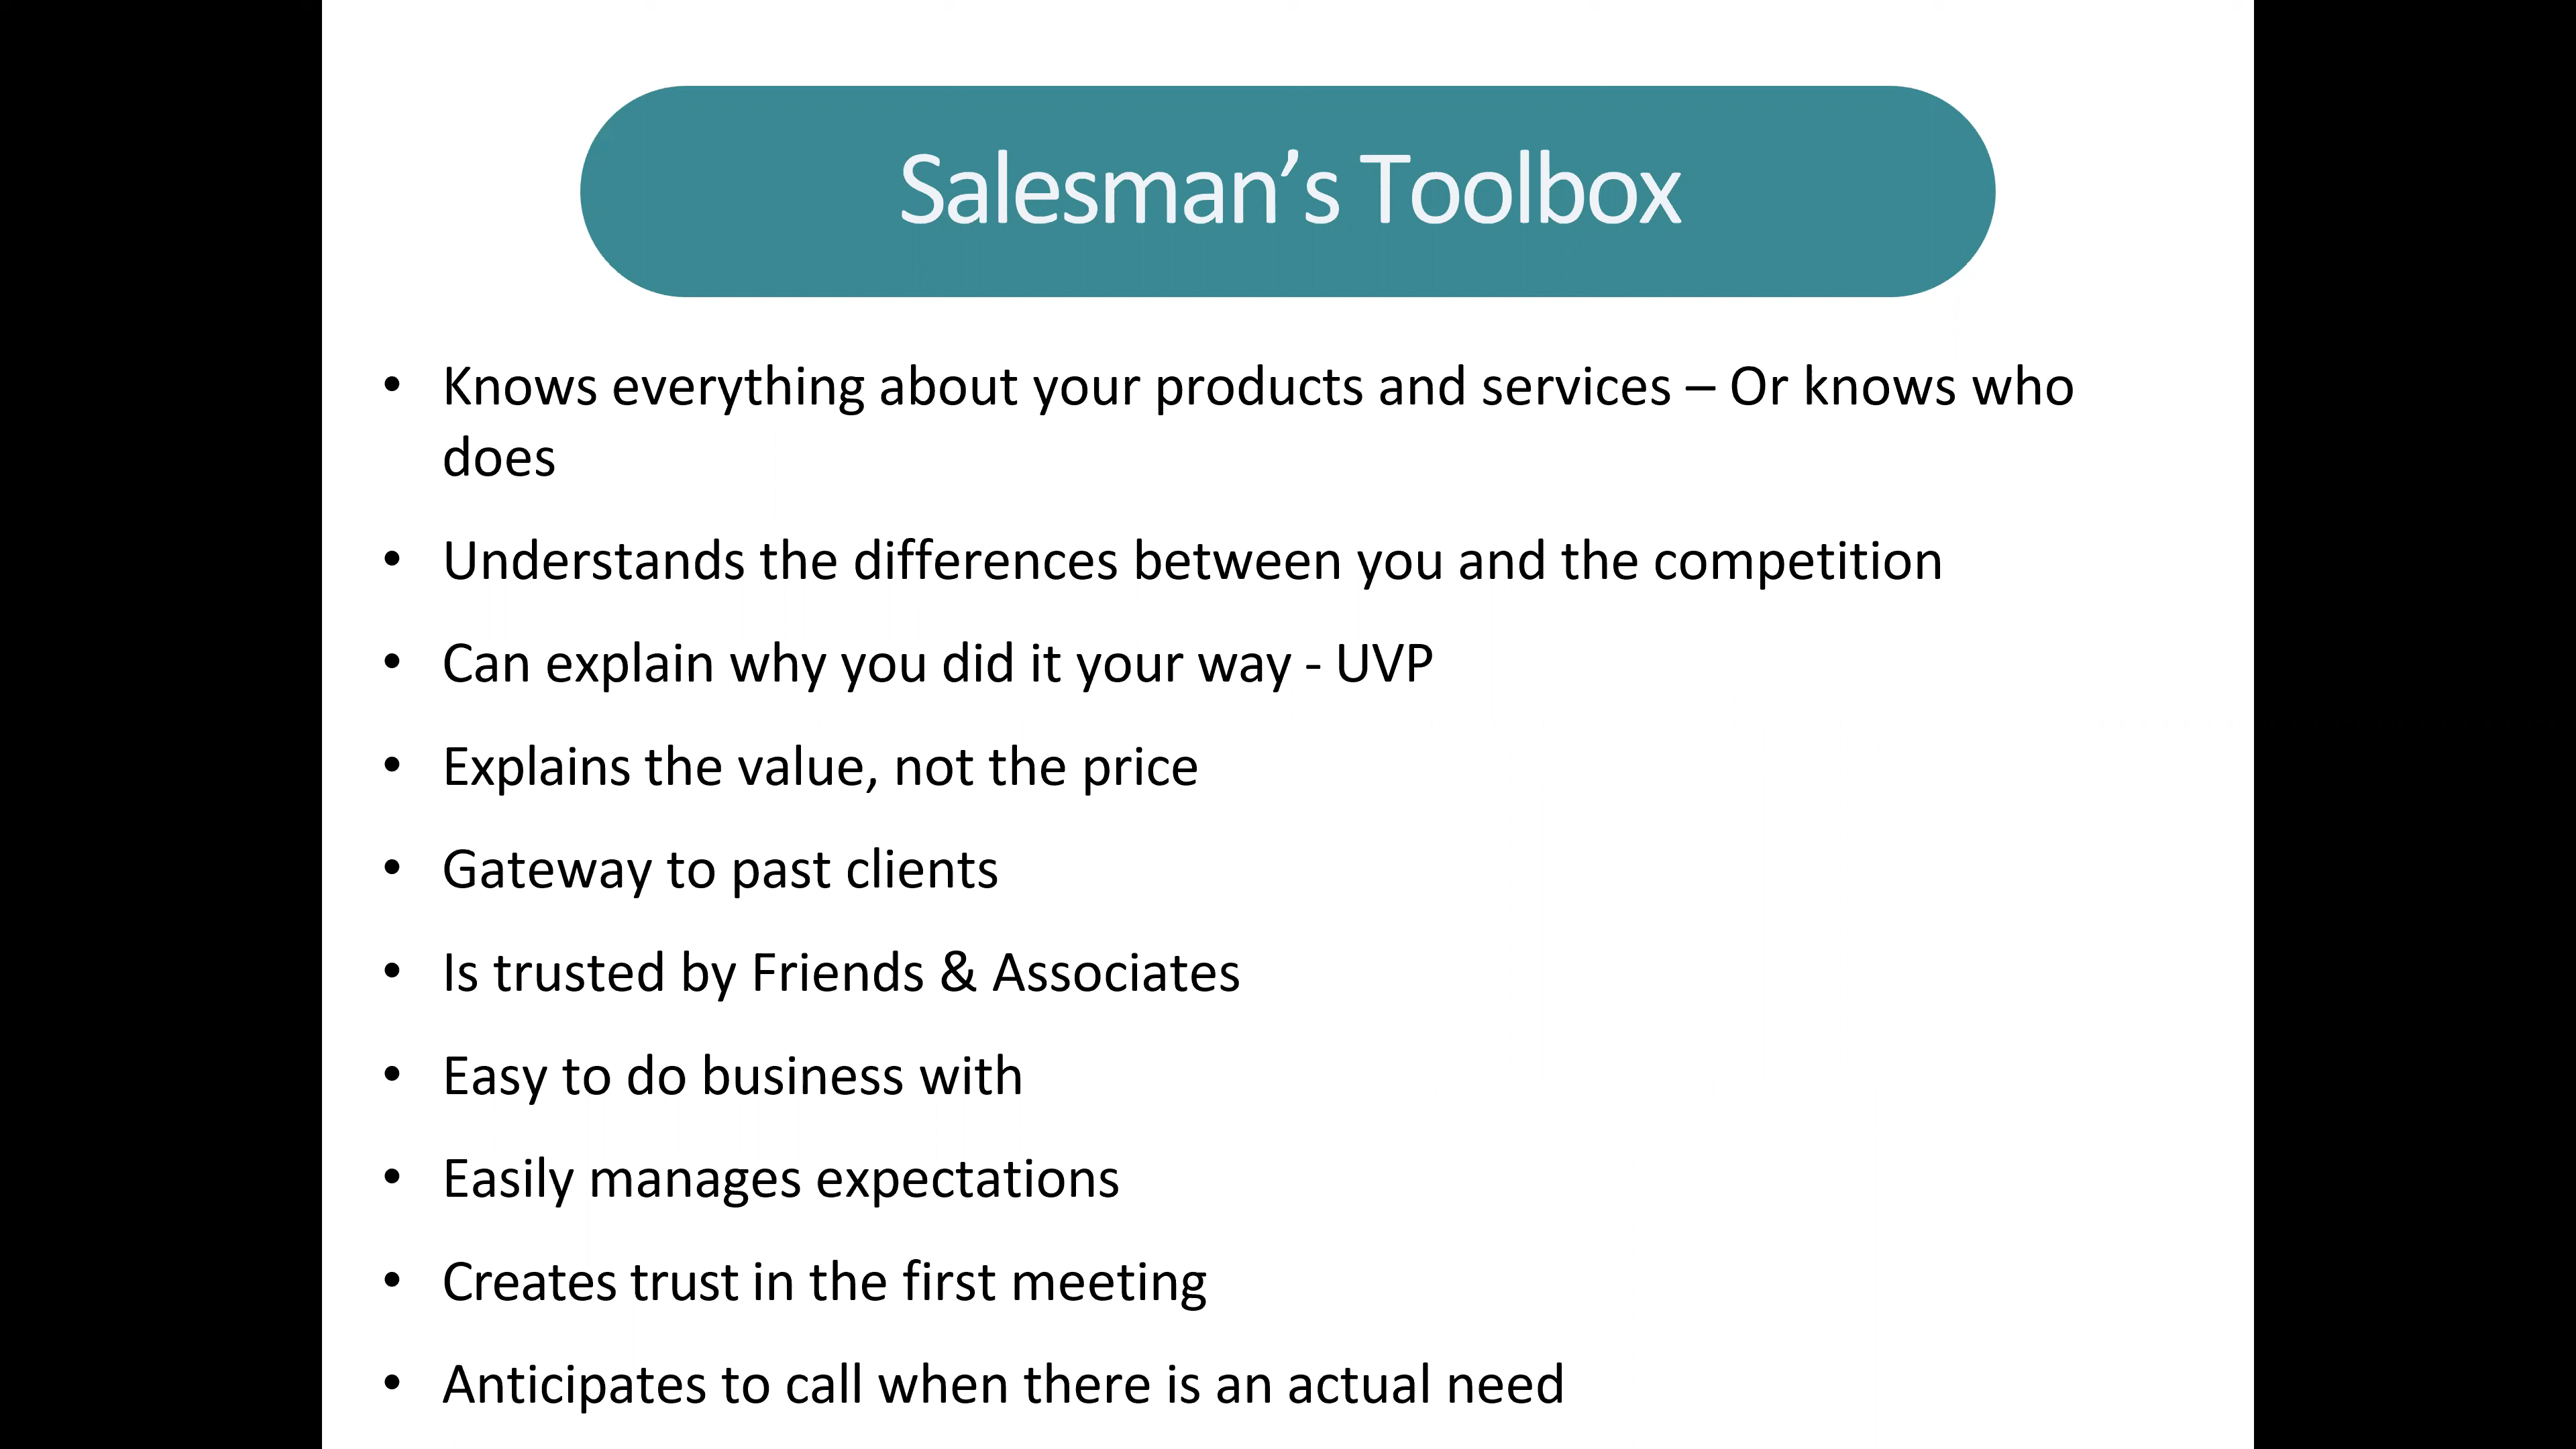 Salesman’s Toolbox
• Knows everything about your products and services – Or knows who
does
• Understands the differences between you and the competition
• Can explain why you did it your way - UVP
• Explains the value, not the price
• Gateway to past clients
• Is trusted by Friends & Associates
• Easy to do business with
• Easily manages expectations
• Creates trust in the first meeting
• Anticipates to call when there is an actual need